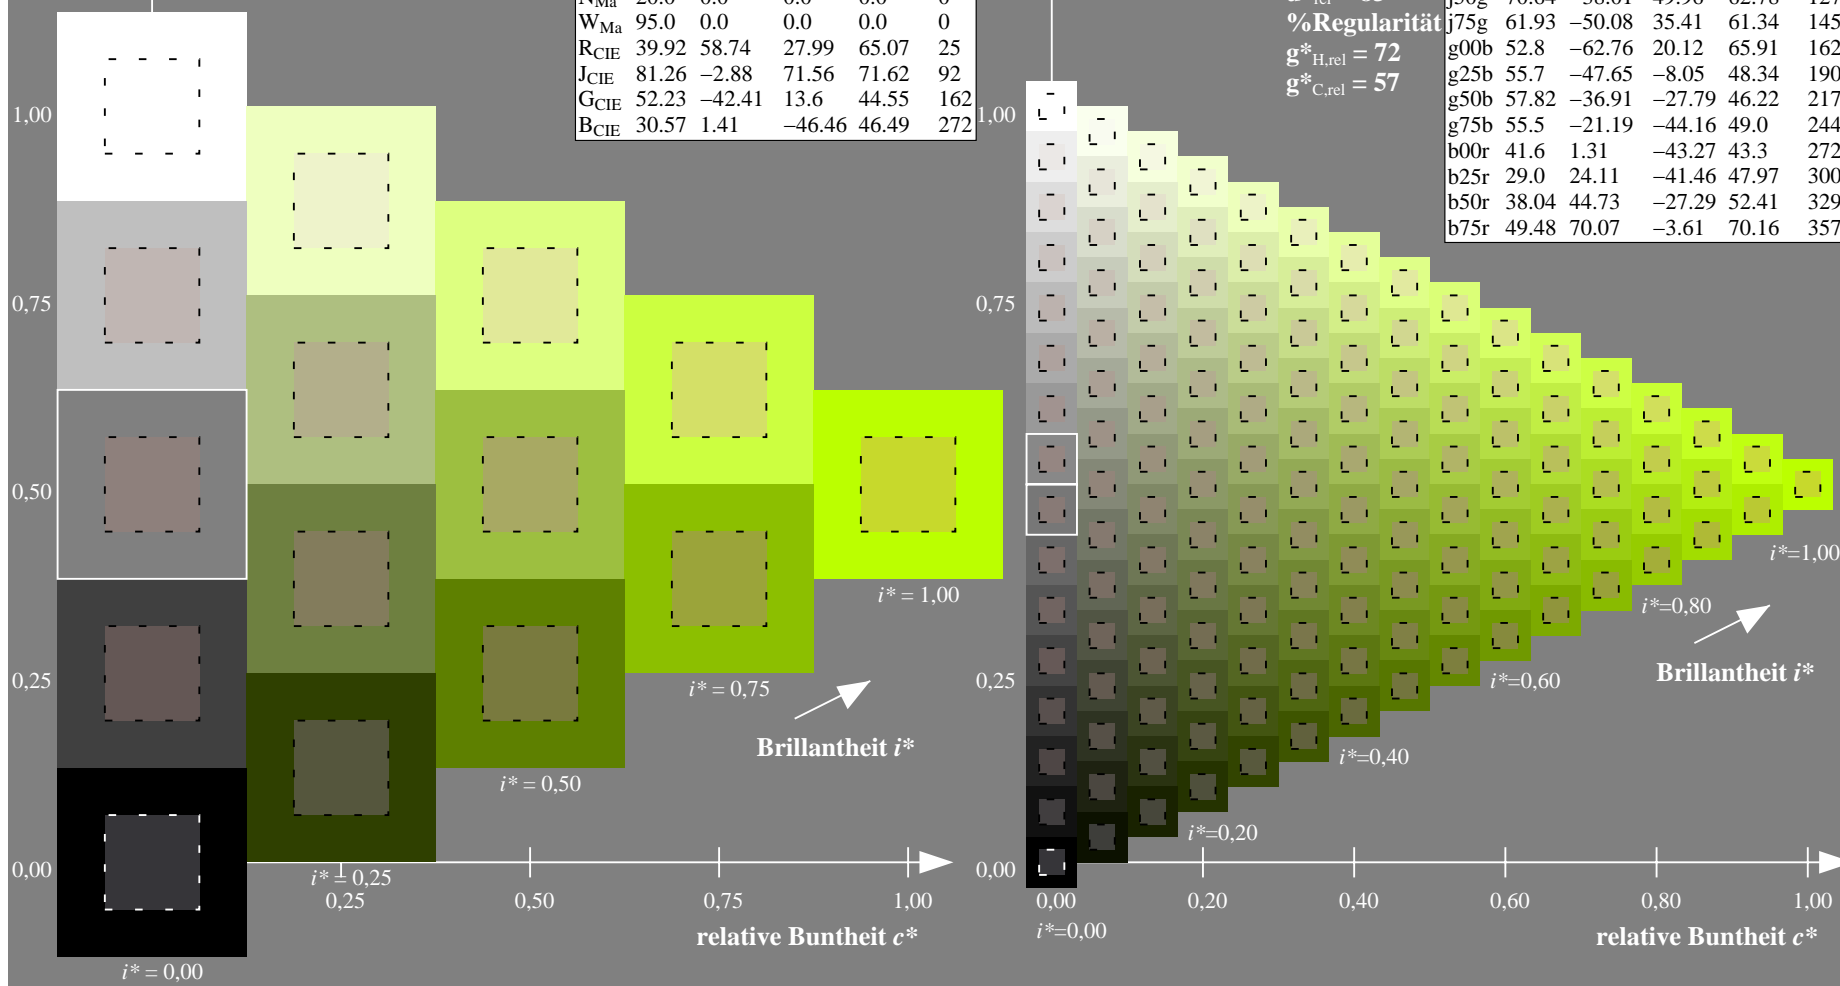 W_Ma 95.0 0.0 0.0 0.0 0
R_CIE 39.92 58.74 27.99 65.07 25
J_CIE 81.26 –2.88 71.56 71.62 92
G_CIE 52.23 –42.41 13.6 44.55 162
B_CIE 30.57 1.41 –46.46 46.49 272
%Regularität
g*_H,rel = 72
g*_C,rel = 57
j75g 61.93 –50.08 35.41 61.34 145
g00b 52.8 –62.76 20.12 65.91 162
g25b 55.7 –47.65 –8.05 48.34 190
g50b 57.82 –36.91 –27.79 46.22 217
g75b 55.5 –21.19 –44.16 49.0 244
b00r 41.6 1.31 –43.27 43.3 272
b25r 29.0 24.11 –41.46 47.97 300
b50r 38.04 44.73 –27.29 52.41 329
b75r 49.48 70.07 –3.61 70.16 357
1,00
0,75
0,50
0,25
0,00
i* = 1,00
i* = 0,75
Brillantheit i*
i* = 0,50
i* = 0,25
0,25 0,50 0,75 1,00
relative Buntheit c*
i* = 0,00
1,00
0,75
0,50
0,25
0,00
i*=1,00
i*=0,80
Brillantheit i*
i*=0,60
i*=0,40
i*=0,20
0,00 0,20 0,40 0,60 0,80 1,00
i*=0,00
relative Buntheit c*